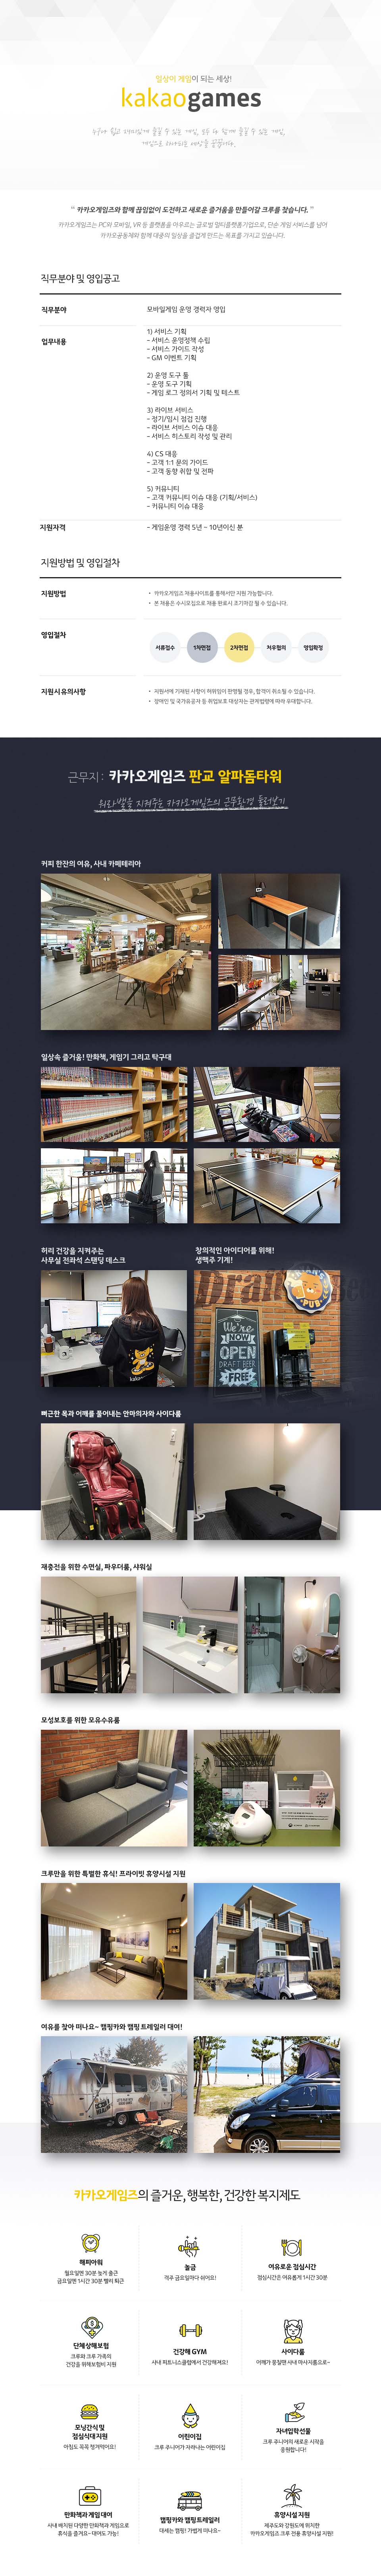 일상이 게임이 되는 세상!
kakaogames
누구나 쉽고 재미있게 즐길 수 있는 게임, 모두 다 함께 즐길 수 있는 게임,
“ 카카오게임즈와 함께 끊임없이 도전하고 새로운 즐거움을 만들어갈 크루를 찾습니다. ”
카카오게임즈는 PC와 모바일, VR 등 플랫폼을 아우르는 글로벌 멀티플랫폼기업으로, 단순 게임 서비스를 넘어
카카오공동체와 함께 대중의 일상을 즐겁게 만드는 목표를 가지고 있습니다.
직무분야 및 영입공고
직무분야
모바일게임 운영 경력자 영입
업무내용
1) 서비스 기획
- 서비스 운영정책 수립
- 서비스 가이드 작성
- GM 이벤트 기획
2) 운영 도구 툴
- 운영 도구 기획
- 게임 로그 정의서 기획 및 테스트
3) 라이브 서비스
- 정기/임시 점검 진행
- 라이브 서비스 이슈 대응
- 서비스 히스토리 작성 및 관리
4) CS 대응
- 고객 1:1 문의 가이드
- 고객 동향 취합 및 전파
5) 커뮤니티
- 고객 커뮤니티 이슈 대응 (기획/서비스)
- 커뮤니티 이슈 대응
지원자격
- 게임운영 경력 5년 ~ 10년이신 분
지원방법 및 영입절차
지원방법
• 카카오게임즈 채용사이트를 통해서만 지원 가능합니다.
• 본 채용은 수시모집으로 채용 완료시 조기마감 될 수 있습니다.
영입절차
서류접수
1차면접
2차면접
처우협의
영입확정
지원시유의사항
• 지원서에 기재된 사항이 허위임이 판명될 경우, 합격이 취소될 수 있습니다.
• 장애인 및 국가유공자 등 취업보호 대상자는 관계법령에 따라 우대합니다.
근무지 : 카카오게임즈 판교 알파돔타워
워라밸을 지켜주는 카카오게임즈의 근무환경 둘러보기
커피 한잔의 여유, 사내 카페테리아
일상속 즐거움! 만화책, 게임기 그리고 탁구대
허리 건강을 지켜주는
사무실 전좌석 스탠딩 데스크
창의적인 아이디어를 위해!
생맥주 기계!
WE'RE
NOW
OPEN
DRAFT BEER
FREE
PUB
뻐근한 목과 어깨를 풀어내는 안마의자와 사이다룸
재충전을 위한 수면실, 파우더룸, 샤워실
모성보호를 위한 모유수유룸
크루만을 위한 특별한 휴식! 프라이빗 휴양시설 지원
여유를 찾아 떠나요~ 캠핑카와 캠핑 트레일러 대여!
카카오게임즈의 즐거운, 행복한, 건강한 복지제도
해피아워
월요일엔 30분 늦게 출근
금요일엔 1시간 30분 빨리 퇴근
놀금
격주 금요일마다 쉬어요!
여유로운 점심시간
점심시간은 여유롭게 1시간 30분
단체상해보험
크루와 크루 가족의
건강을 위해보험비 지원
건강해 GYM
사내 피트니스클럽에서 건강해져요!
사이다룸
어깨가 뭉칠땐 사내 마사지룸으로~
모닝간식 및
점심식대지원
아침도 꼭꼭 챙겨먹어요!
어린이집
크루 주니어가 자라나는 어린이집
자녀입학선물
크루 주니어의 새로운 시작을
응원합니다!
만화책과 게임 대여
사내 배치된 다양한 만화책과 게임으로
휴식을 즐겨요~ 대여도 가능!
캠핑카와 캠핑트레일러
대세는 캠핑! 가볍게 떠나요~
휴양시설 지원
제주도와 강원도에 위치한
카카오게임즈 크루 전용 휴양시설 지원!